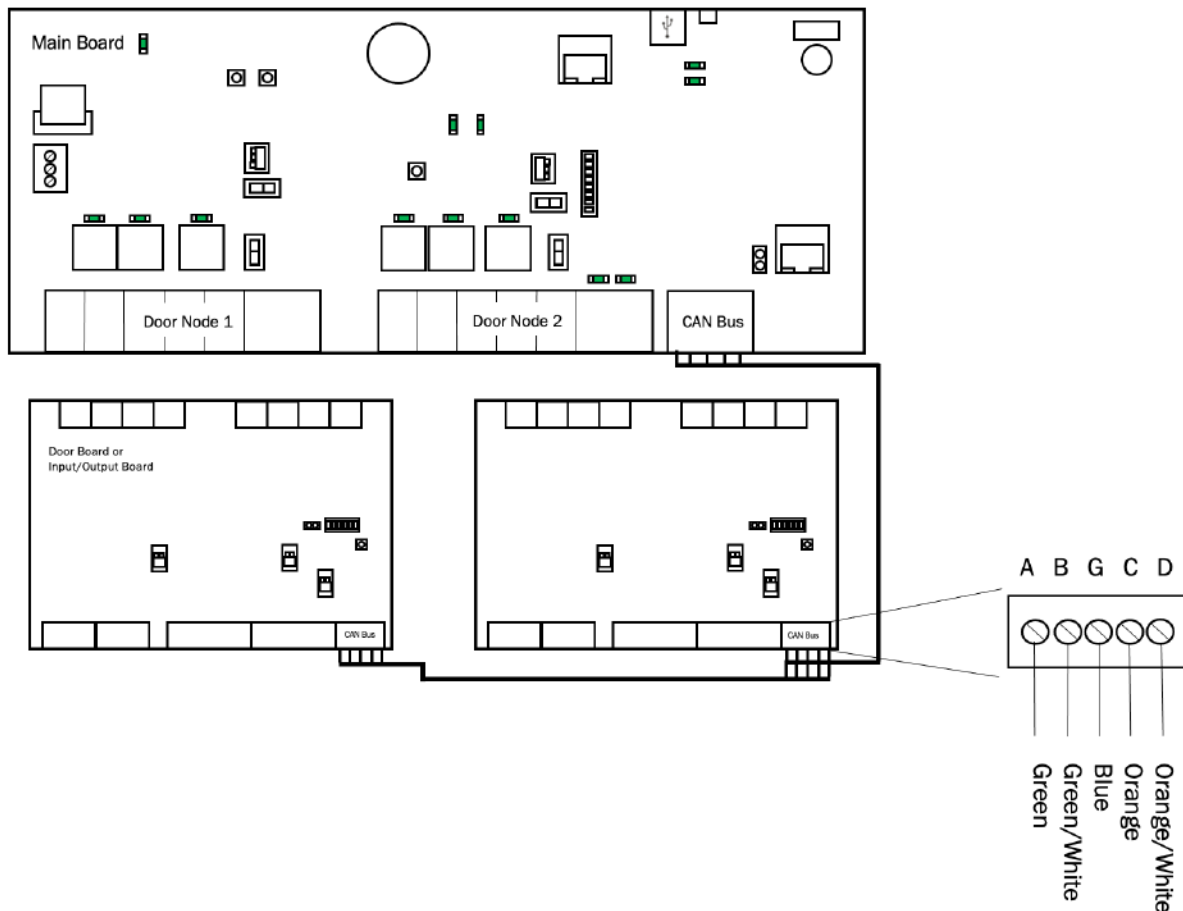 Main Board
Door Node 1
Door Node 2
CAN Bus
Door Board or
Input/Output Board
CAN Bus
CAN Bus
A B G C D
Green
Green/White
Blue
Orange
Orange/White